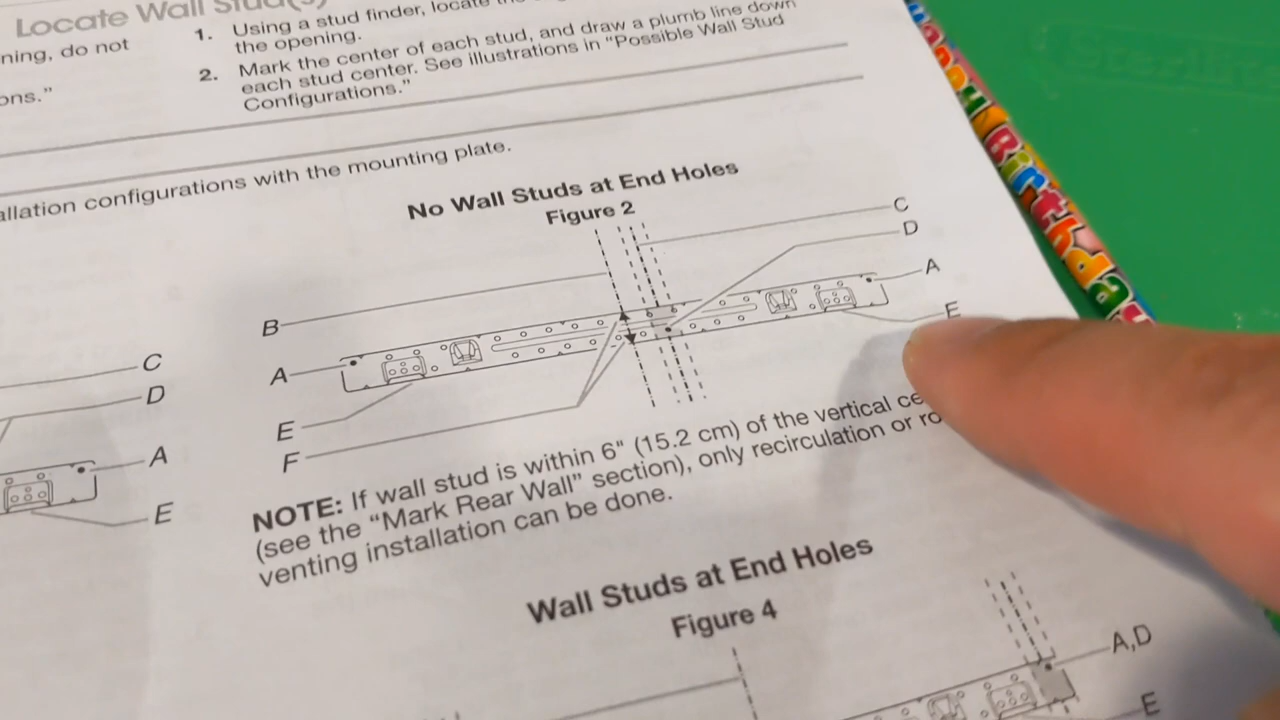 Locate Wall Stud(s)
ning, do not
ons."
1. Using a stud finder, locate
the opening.
2. Mark the center of each stud, and draw a plumb line down
each stud center. See illustrations in "Possible Wall Stud
Configurations."
allation configurations with the mounting plate.
No Wall Studs at End Holes
Figure 2
C
D
A
E
B
A
E
F
C
D
A
E
NOTE: If wall stud is within 6" (15.2 cm) of the vertical ce
(see the "Mark Rear Wall" section), only recirculation or ro
venting installation can be done.
Wall Studs at End Holes
Figure 4
A,D
E
Birthday